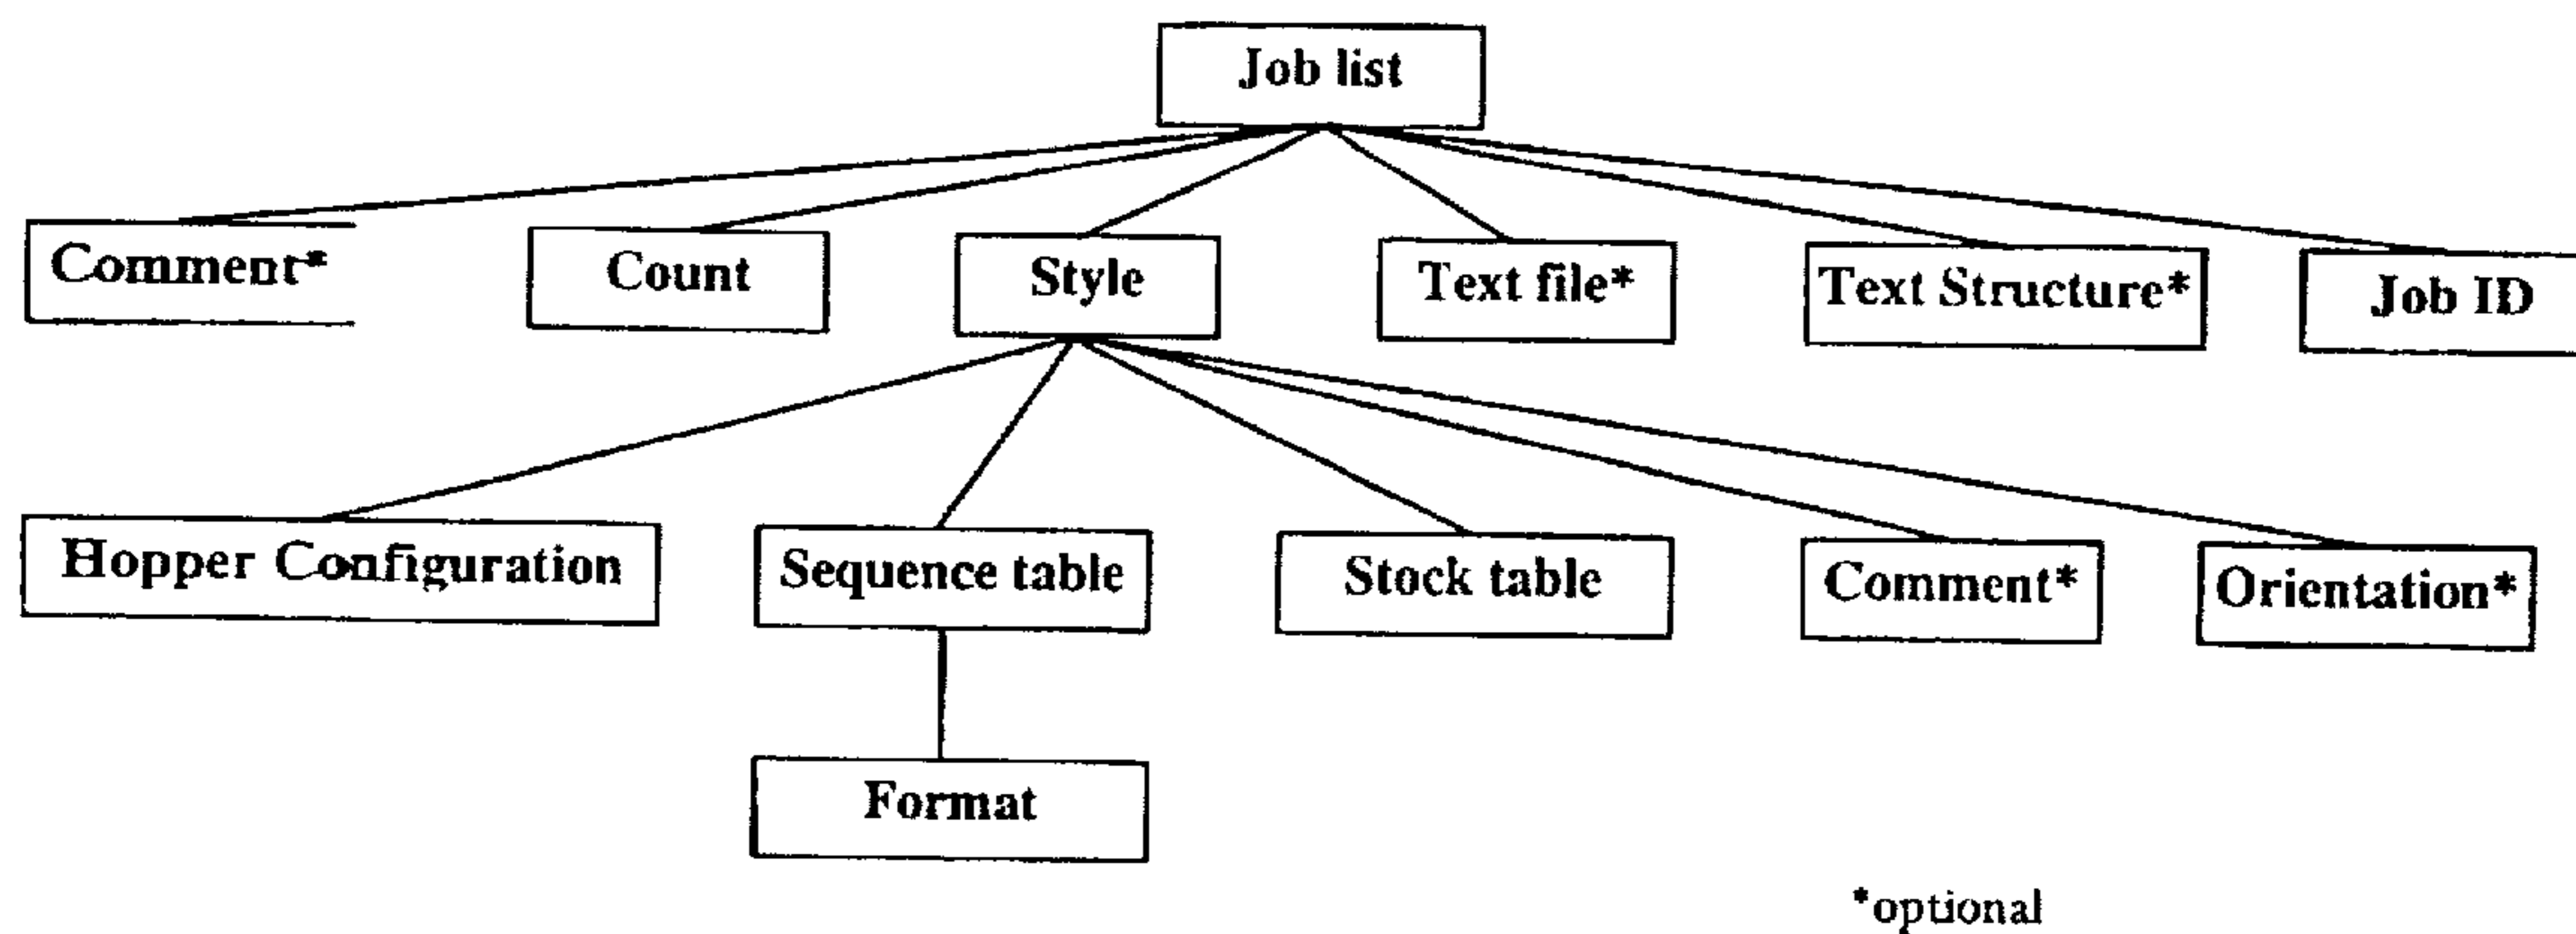 Job list
Comment*
Count
Style
Text file*
Text Structure*
Job ID
Hopper Configuration
Sequence table
Stock table
Comment*
Orientation*
Format
*optional